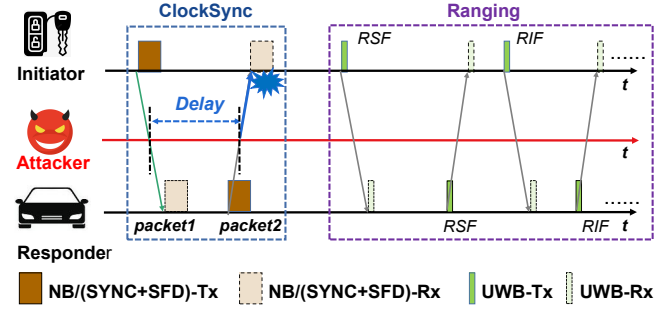 ClockSync
Ranging
RSF
RIF
Initiator
......
t
Delay
Attacker
t
......
packet1
packet2
RSF
RIF
t
Responder
NB/(SYNC+SFD)-Tx
NB/(SYNC+SFD)-Rx
UWB-Tx
UWB-Rx